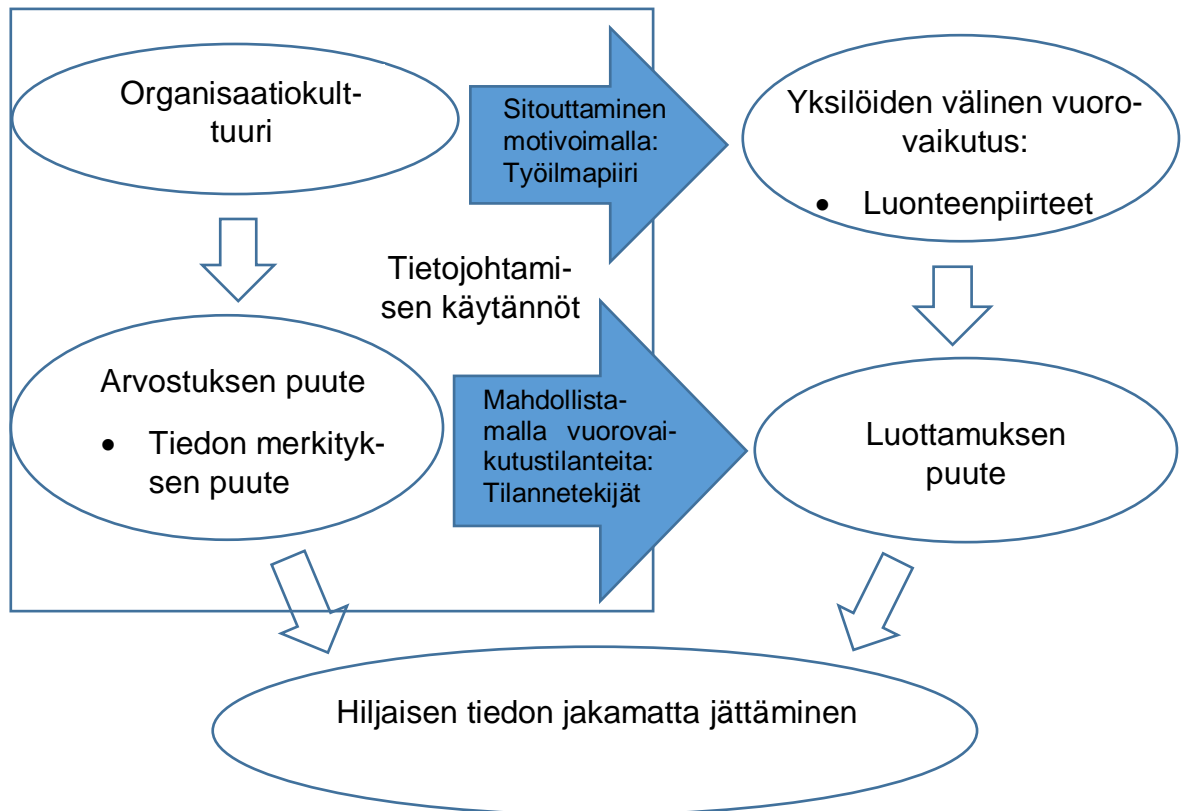 Organisaatiokult-
tuuri
Sitouttaminen
motivoimalla:
Työilmapiiri
Yksilöiden välinen vuoro-
vaikutus:
• Luonteenpiirteet
Tietojohtami-
sen käytännöt
Arvostuksen puute
• Tiedon merkityk-
sen puute
Mahdollista-
malla vuorovai-
kutustilanteita:
Tilannetekijät
Luottamuksen
puute
Hiljaisen tiedon jakamatta jättäminen